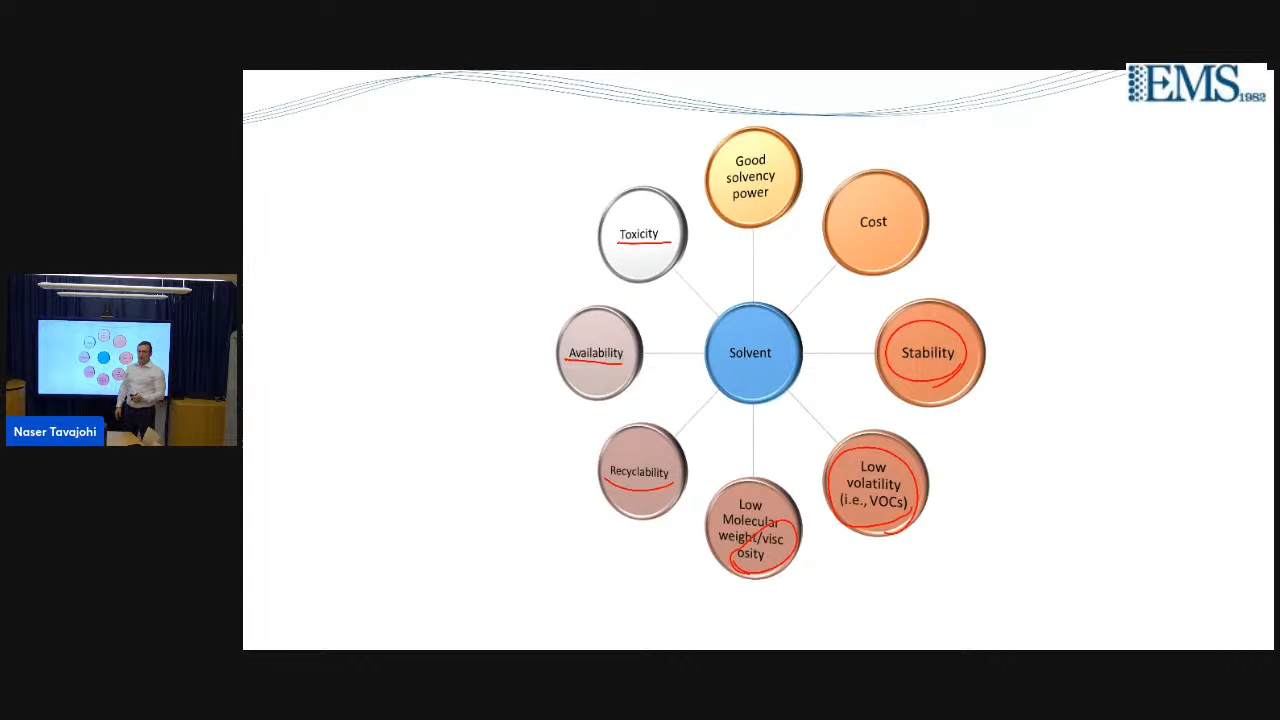 EMS
1982
Good
solvency
power
Cost
Toxicity
Availability
Solvent
Stability
Recyclability
Low
volatility
(i.e., VOCs)
Low
Molecular
weight/visc
osity
Naser Tavajohi